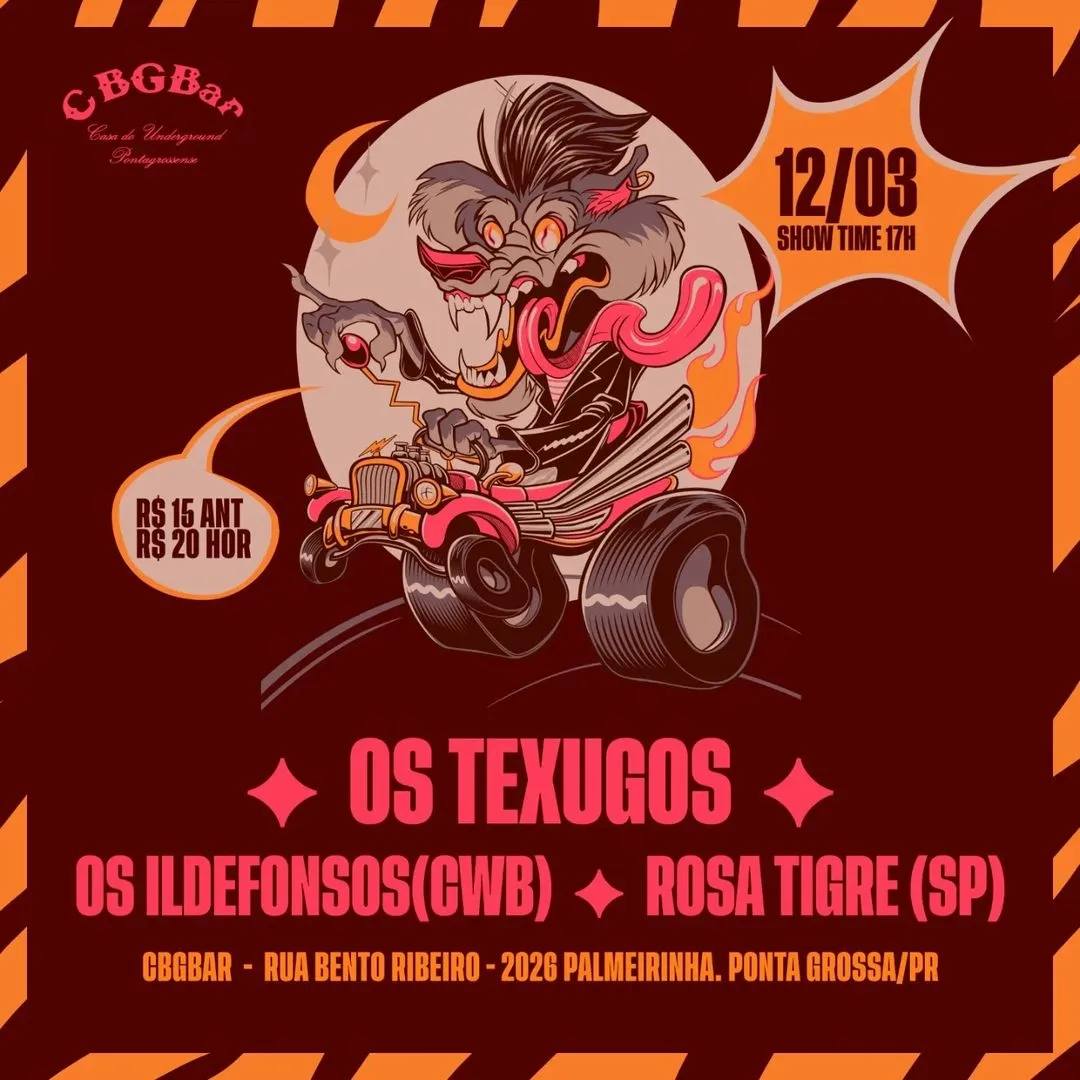 CBGBar
Casa do Underground
Pontagrossense
12/03
SHOW TIME 17H
R$ 15 ANT
R$ 20 HOR
OS TEXUGOS
OS ILDEFONSOS(CWB) ROSA TIGRE (SP)
CBGBAR - RUA BENTO RIBEIRO - 2026 PALMEIRINHA. PONTA GROSSA/PR